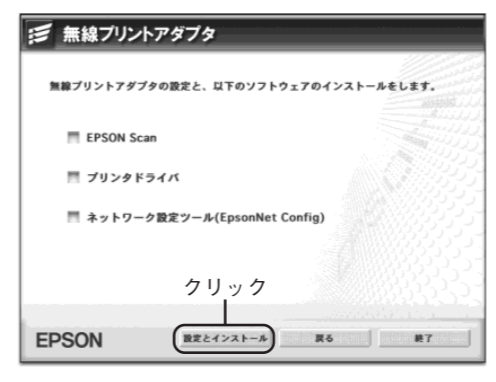 無線プリントアダプタ
無線プリントアダプタの設定と、以下のソフトウェアのインストールをします。
EPSON Scan
プリンタドライバ
ネットワーク設定ツール(EpsonNet Config)
クリック
EPSON
設定とインストール
戻る
終了